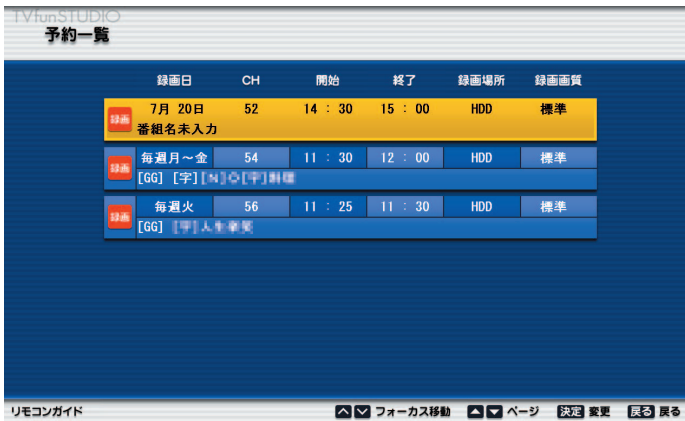 TVfunSTUDIO
予約一覧
録画日 CH 開始 終了 録画場所 録画画質
録画 7月 20日 52 14 : 30 15 : 00 HDD 標準
番組名未入力
録画 毎週月～金 54 11 : 30 12 : 00 HDD 標準
[GG] [字]
録画 毎週火 56 11 : 25 11 : 30 HDD 標準
[GG]
リモコンガイド フォーカス移動 ページ 決定 変更 戻る 戻る